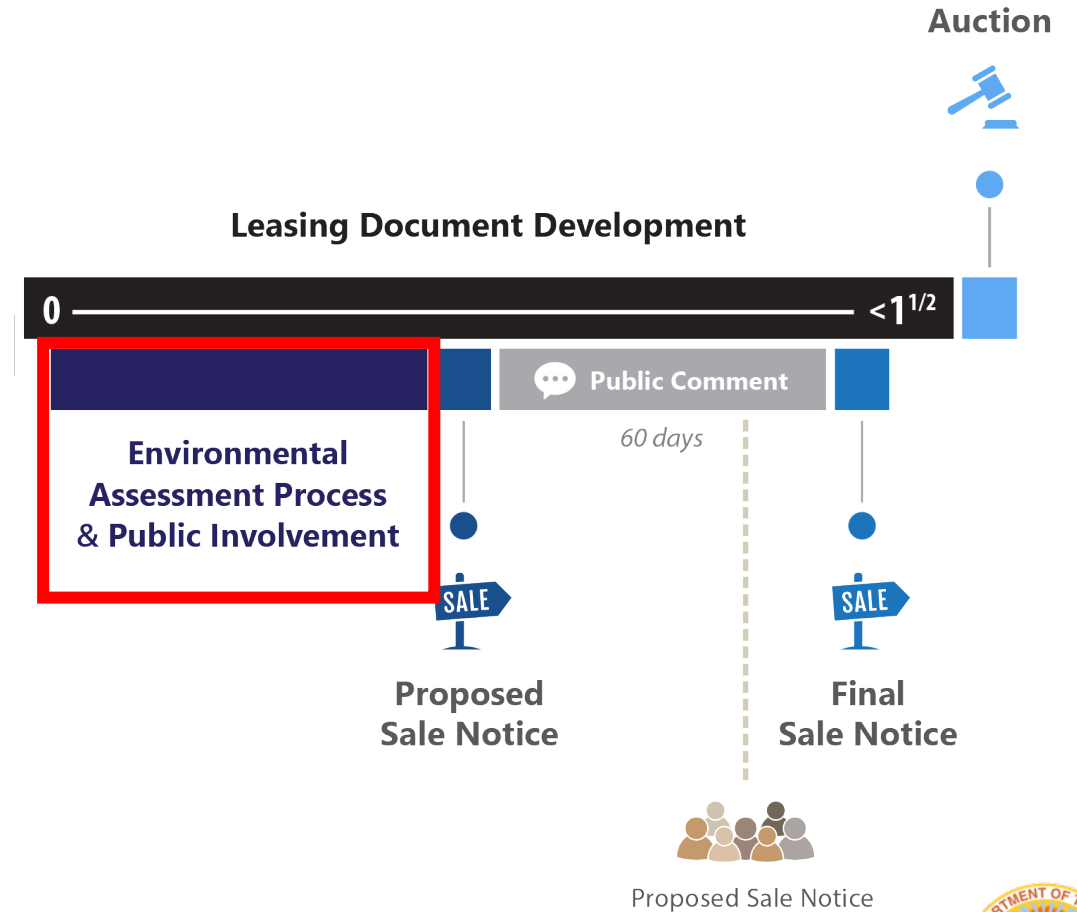 Auction
Leasing Document Development
0 <1 1/2
Public Comment
60 days
Environmental
Assessment Process
& Public Involvement
SALE
SALE
Proposed
Sale Notice
Final
Sale Notice
Proposed Sale Notice